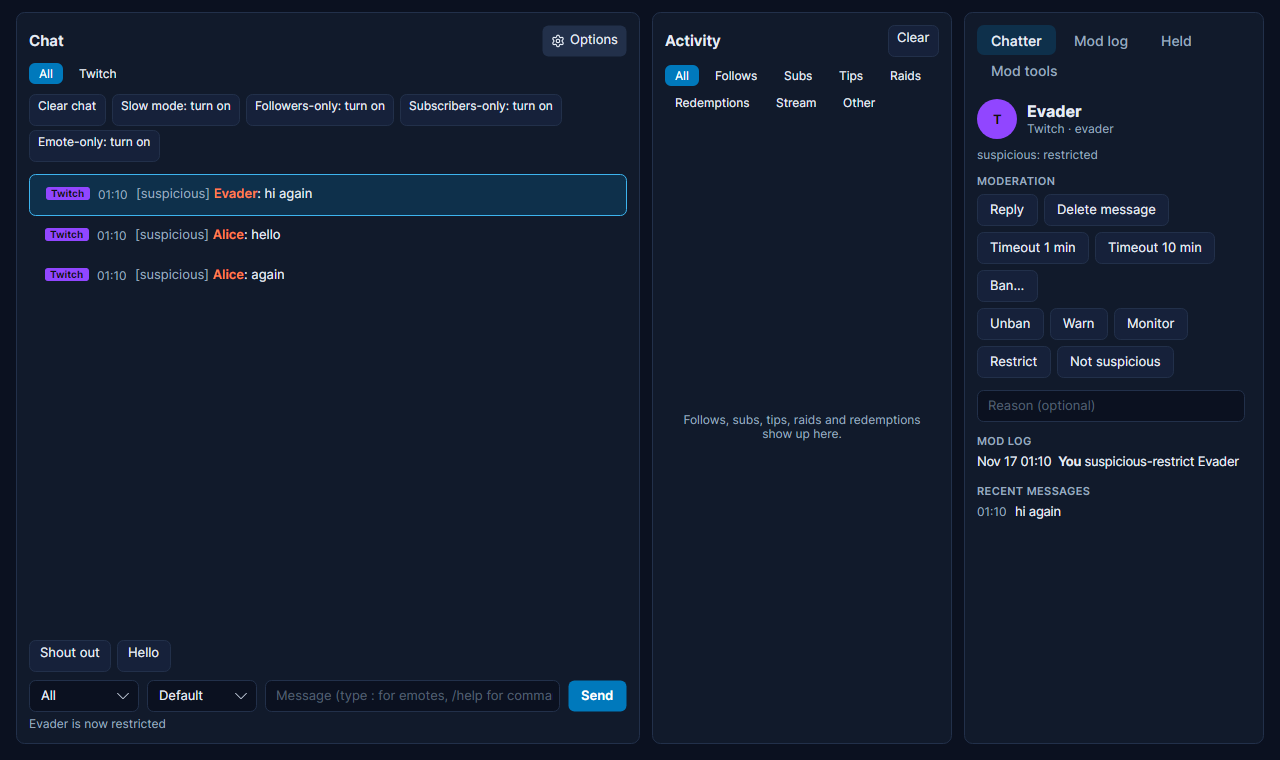 Chat
Options
All Twitch
Clear chat Slow mode: turn on Followers-only: turn on Subscribers-only: turn on
Emote-only: turn on
Twitch 01:10 [suspicious] Evader: hi again
Twitch 01:10 [suspicious] Alice: hello
Twitch 01:10 [suspicious] Alice: again
Shout out Hello
All Default Message (type : for emotes, /help for comma Send
Evader is now restricted
Activity
Clear
All Follows Subs Tips Raids
Redemptions Stream Other
Follows, subs, tips, raids and redemptions
show up here.
Chatter Mod log Held
Mod tools
T
Evader
Twitch · evader
suspicious: restricted
MODERATION
Reply Delete message
Timeout 1 min Timeout 10 min
Ban...
Unban Warn Monitor
Restrict Not suspicious
Reason (optional)
MOD LOG
Nov 17 01:10 You suspicious-restrict Evader
RECENT MESSAGES
01:10 hi again